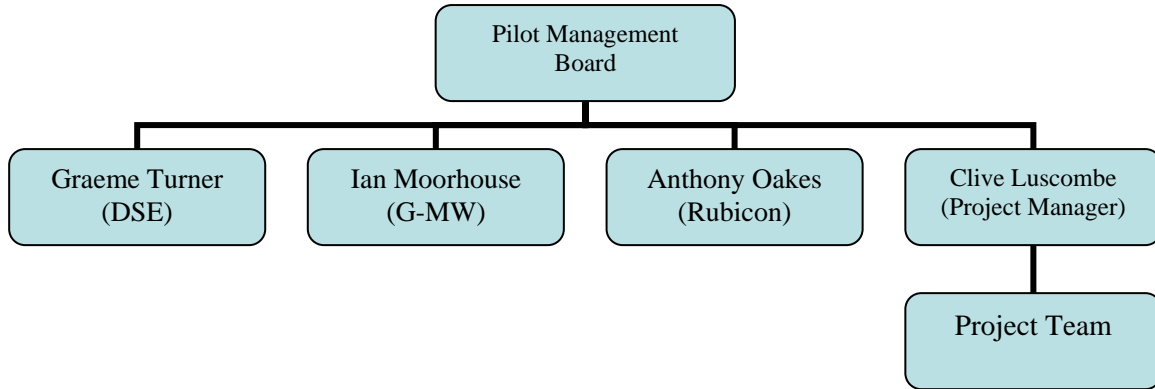 Pilot Management
Board
Graeme Turner
(DSE)
Ian Moorhouse
(G-MW)
Anthony Oakes
(Rubicon)
Clive Luscombe
(Project Manager)
Project Team